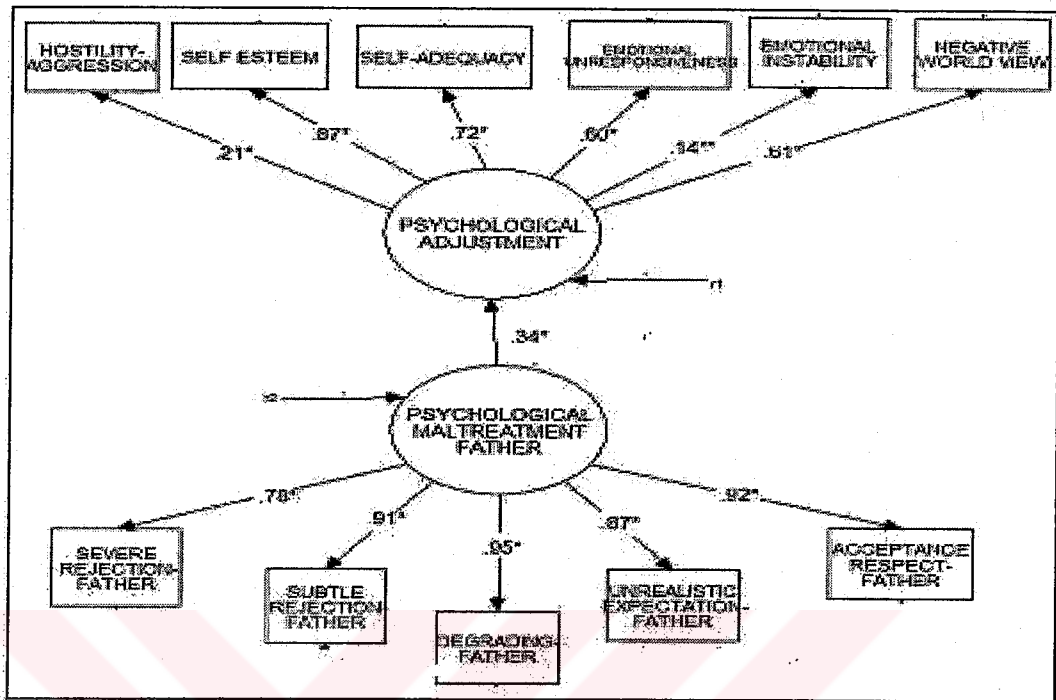 HOSTILITY-
AGGRESSION
SELF ESTEEM
SELF-ADEQUACY
EMOTIONAL
UNRESPONSIVENESS
EMOTIONAL
INSTABILITY
NEGATIVE
WORLD VIEW
.21*
.87*
.72*
.60*
.14**
.61*
PSYCHOLOGICAL
ADJUSTMENT
r1
.34*
PSYCHOLOGICAL
MALTREATMENT
FATHER
.78*
.91*
.95*
.87*
.92*
SEVERE
REJECTION-
FATHER
SUBTLE
REJECTION
FATHER
DEGRADING-
FATHER
UNREALISTIC-
EXPECTATION-
FATHER
ACCEPTANCE
RESPECT-
FATHER